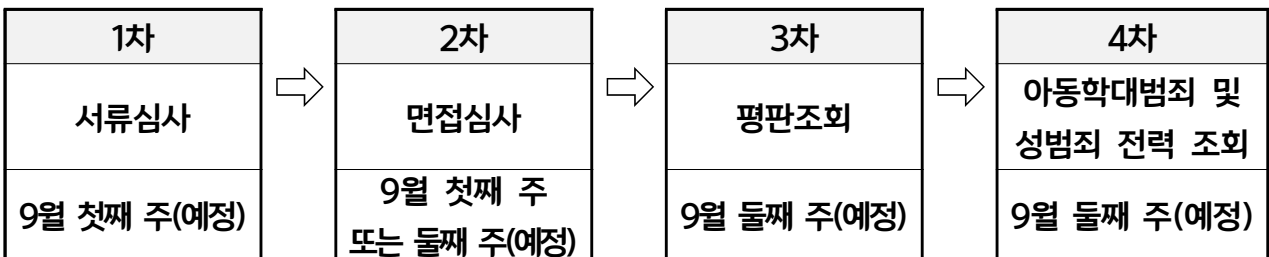 1차
서류심사
9월 첫째 주(예정)
2차
면접심사
9월 첫째 주
또는 둘째 주(예정)
3차
평판조회
9월 둘째 주(예정)
4차
아동학대범죄 및
성범죄 전력 조회
9월 둘째 주(예정)